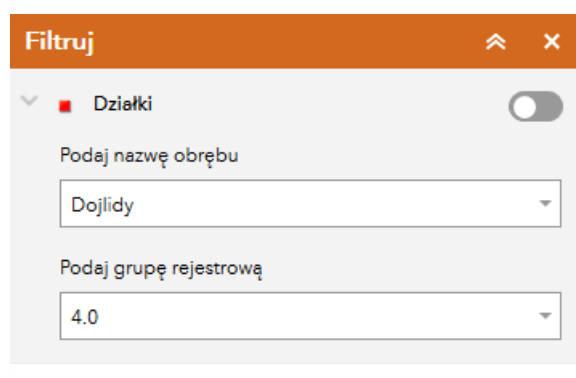 Filtruj
Działki
Podaj nazwę obrębu
Dojlidy
Podaj grupę rejestrową
4.0